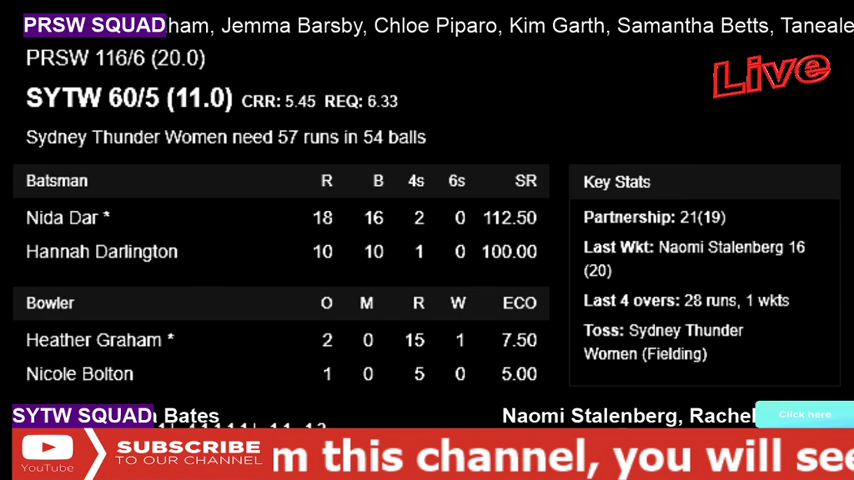 PRSW SQUAD ham, Jemma Barsby, Chloe Piparo, Kim Garth, Samantha Betts, Taneale
PRSW 116/6 (20.0)
Live
SYTW 60/5 (11.0) CRR: 5.45 REQ: 6.33
Sydney Thunder Women need 57 runs in 54 balls
Batsman R B 4s 6s SR
Nida Dar * 18 16 2 0 112.50
Hannah Darlington 10 10 1 0 100.00
Bowler O M R W ECO
Heather Graham * 2 0 15 1 7.50
Nicole Bolton 1 0 5 0 5.00
Key Stats
Partnership: 21(19)
Last Wkt: Naomi Stalenberg 16
(20)
Last 4 overs: 28 runs, 1 wkts
Toss: Sydney Thunder
Women (Fielding)
SYTW SQUAD Bates Naomi Stalenberg, Rachel
Click here
YouTube
SUBSCRIBE
TO OUR CHANNEL
m this channel, you will see